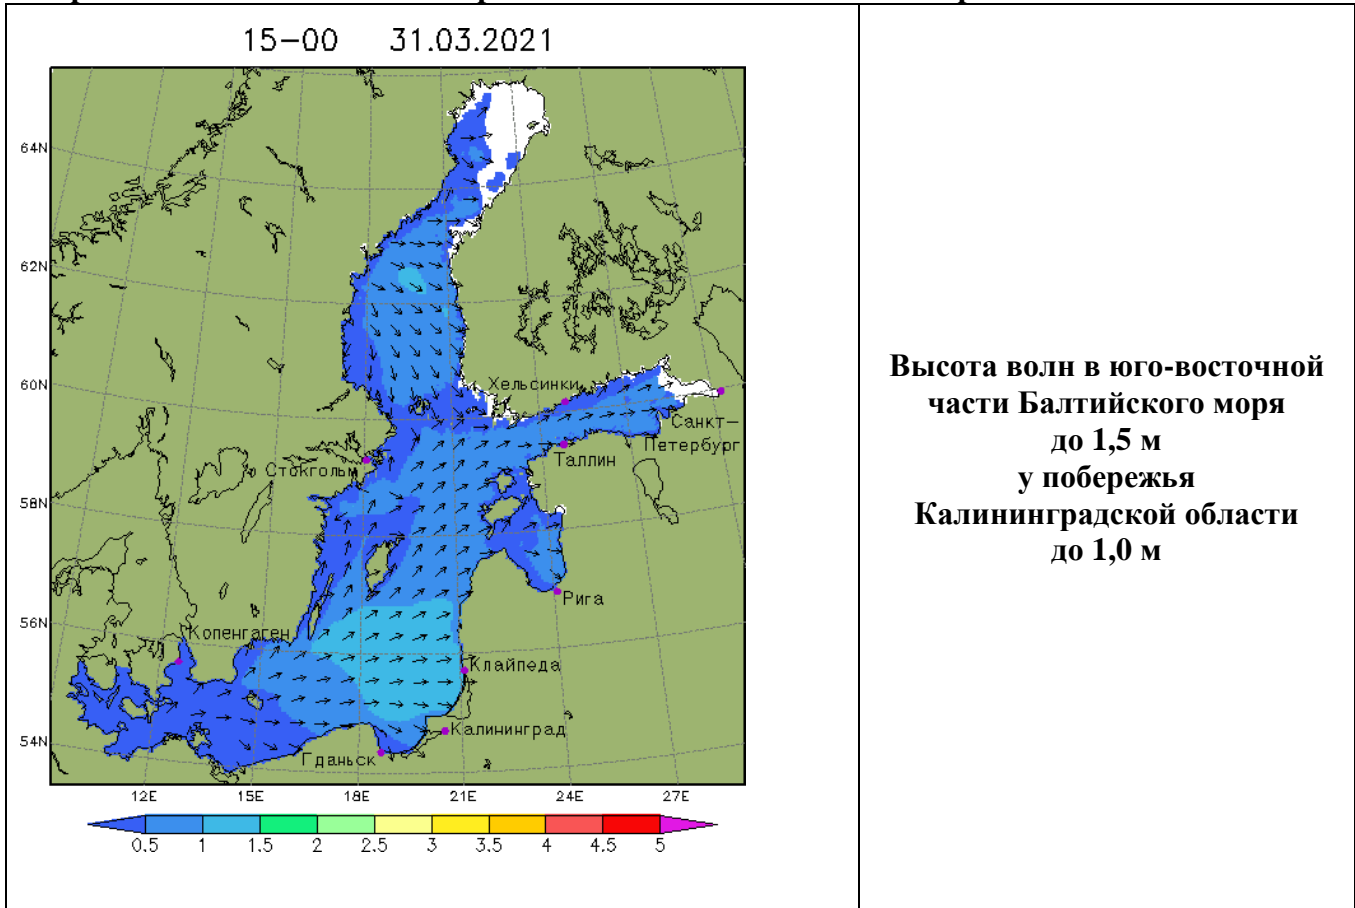 15-00 31.03.2021
64N
62N
60N
58N
56N
54N
Хельсинки
Санкт-
Петербург
Таллин
Стокгольм
Рига
Копенгаген
Клайпеда
Калининград
Гданьск
12E 15E 18E 21E 24E 27E
0.5 1 1.5 2 2.5 3 3.5 4 4.5 5
Высота волн в юго-восточной
части Балтийского моря
до 1,5 м
у побережья
Калининградской области
до 1,0 м